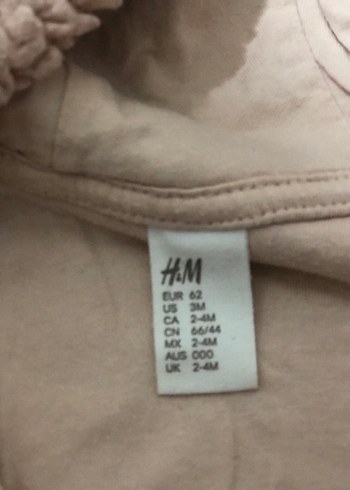 H&M
EUR 62
US 3M
CA 2-4M
CN 66/44
MX 2-4M
AUS 000
UK 2-4M